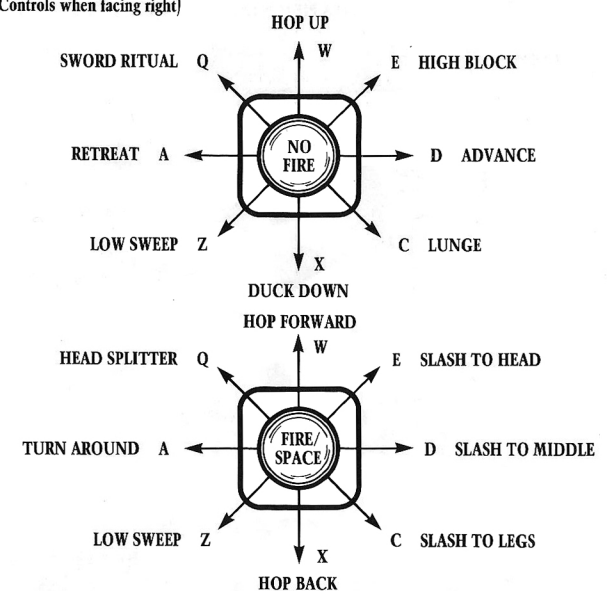 (Controls when facing right)
HOP UP
W
SWORD RITUAL Q
E HIGH BLOCK
NO
FIRE
RETREAT A
D ADVANCE
LOW SWEEP Z
C LUNGE
X
DUCK DOWN
HOP FORWARD
W
HEAD SPLITTER Q
E SLASH TO HEAD
FIRE/
SPACE
TURN AROUND A
D SLASH TO MIDDLE
LOW SWEEP Z
C SLASH TO LEGS
X
HOP BACK